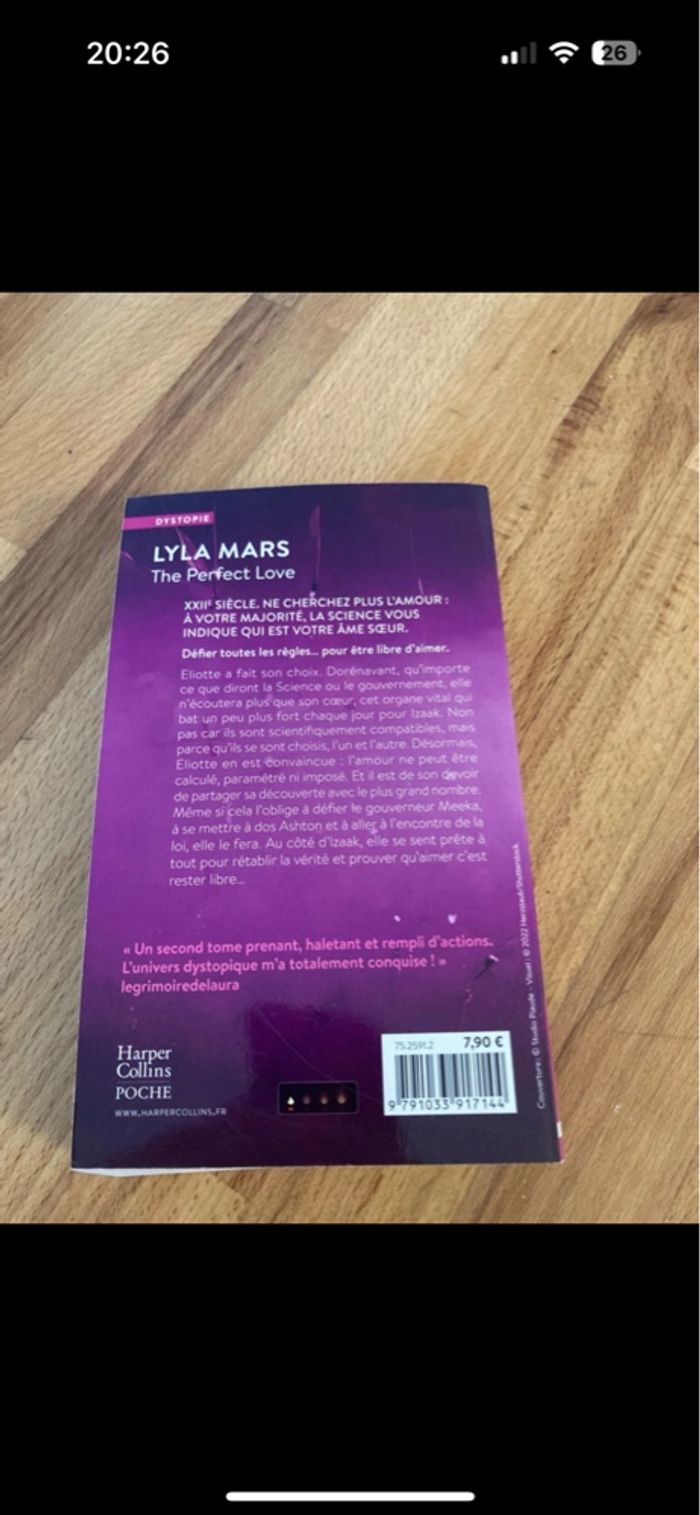 20:26
26
DYSTOPIE
LYLA MARS
The Perfect Love
XXIIᵉ SIÈCLE. NE CHERCHEZ PLUS L'AMOUR :
À VOTRE MAJORITÉ, LA SCIENCE VOUS
INDIQUE QUI EST VOTRE ÂME SŒUR.
Défier toutes les règles... pour être libre d'aimer.
Eliotte a fait son choix. Dorénavant, qu'importe
ce que diront la Science ou le gouvernement, elle
n'écoutera plus que son cœur, cet organe vital qui
bat un peu plus fort chaque jour pour Izaak. Non
pas car ils sont scientifiquement compatibles, mais
parce qu'ils se sont choisis, l'un et l'autre. Désormais,
Eliotte en est convaincue : l'amour ne peut être
calculé, paramétré ni imposé. Et il est de son devoir
de partager sa découverte avec le plus grand nombre.
Même si cela l'oblige à défier le gouverneur Meeka,
à se mettre à dos Ashton et à aller à l'encontre de la
loi, elle le fera. Au côté d'Izaak, elle se sent prête à
tout pour rétablir la vérité et prouver qu'aimer c'est
rester libre...
« Un second tome prenant, haletant et rempli d'actions.
L'univers dystopique m'a totalement conquise ! »
legrimoiredelaura
Harper
Collins
POCHE
WWW.HARPERCOLLINS.FR
75.2591.2
7,90 €
9 791033 917144
Couverture : © Studio Piaude - Visuel : © 2022 Herzstaub/Shutterstock